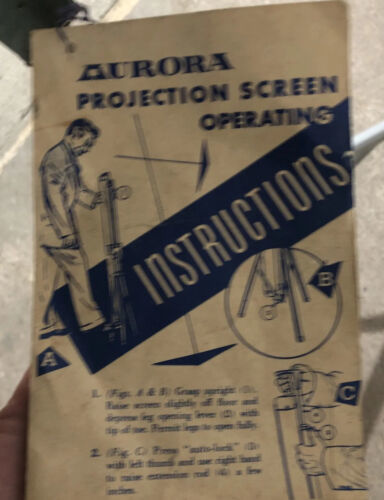 AURORA
PROJECTION SCREEN
OPERATING
INSTRUCTIONS
A
B
C
1. (Figs. A & B) Grasp upright (1).
Raise screen slightly off floor and
depress leg opening lever (2) with
tip of toe. Permit legs to open fully.
2. (Fig. C) Press "auto-lock" (3)
with left thumb and use right hand
to raise extension rod (4) a few
inches.